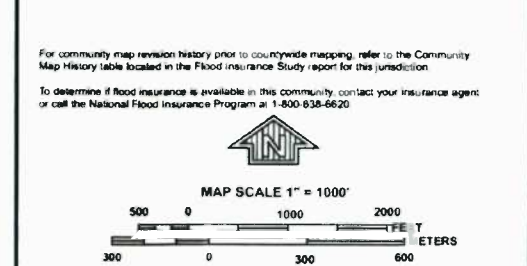 For community map revision history prior to countywide mapping, refer to the Community
Map History table located in the Flood Insurance Study report for this jurisdiction.
To determine if flood insurance is available in this community, contact your insurance agent
or call the National Flood Insurance Program at 1-800-638-6620
N
MAP SCALE 1" = 1000'
500 0 1000 2000
FEET
METERS
300 0 300 600